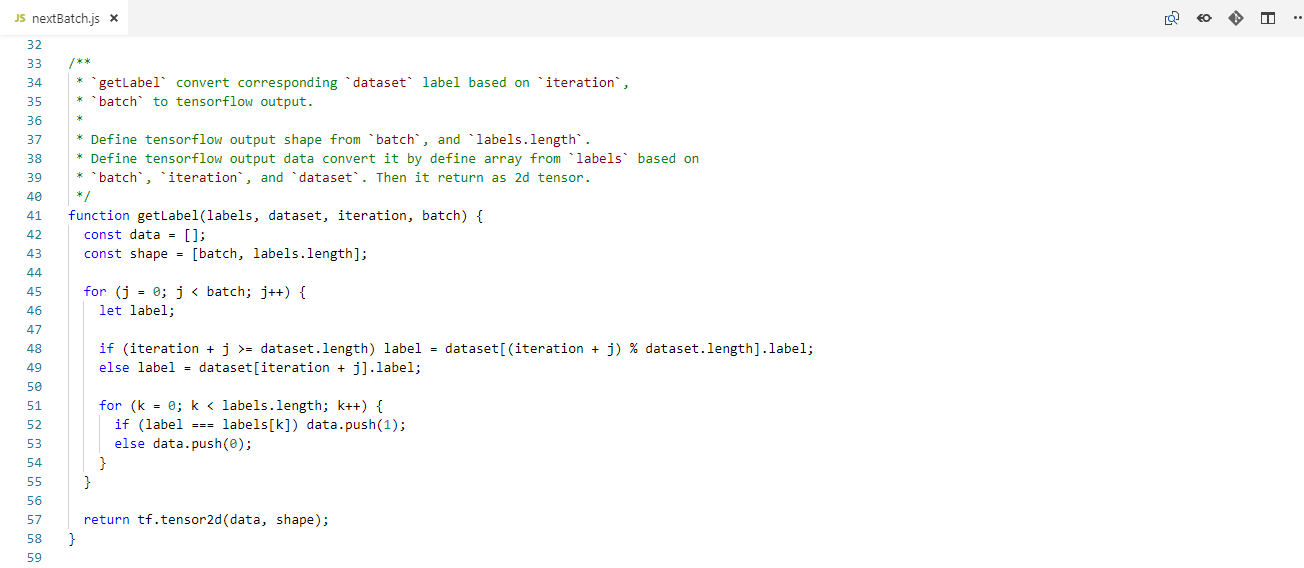 JS nextBatch.js ×
32
33 /**
34  * `getLabel` convert corresponding `dataset` label based on `iteration`,
35  * `batch` to tensorflow output.
36  *
37  * Define tensorflow output shape from `batch`, and `labels.length`.
38  * Define tensorflow output data convert it by define array from `labels` based on
39  * `batch`, `iteration`, and `dataset`. Then it return as 2d tensor.
40  */
41 function getLabel(labels, dataset, iteration, batch) {
42   const data = [];
43   const shape = [batch, labels.length];
44
45   for (j = 0; j < batch; j++) {
46     let label;
47
48     if (iteration + j >= dataset.length) label = dataset[(iteration + j) % dataset.length].label;
49     else label = dataset[iteration + j].label;
50
51     for (k = 0; k < labels.length; k++) {
52       if (label === labels[k]) data.push(1);
53       else data.push(0);
54     }
55   }
56
57   return tf.tensor2d(data, shape);
58 }
59